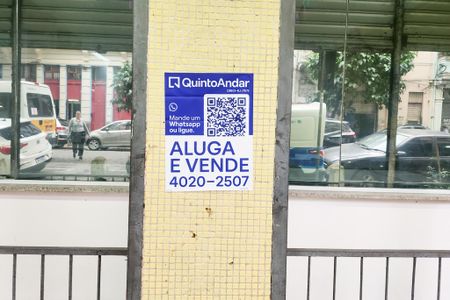 QuintoAndar
Mande um
Whatsapp
ou ligue.
ALUGA
E VENDE
4020-2507